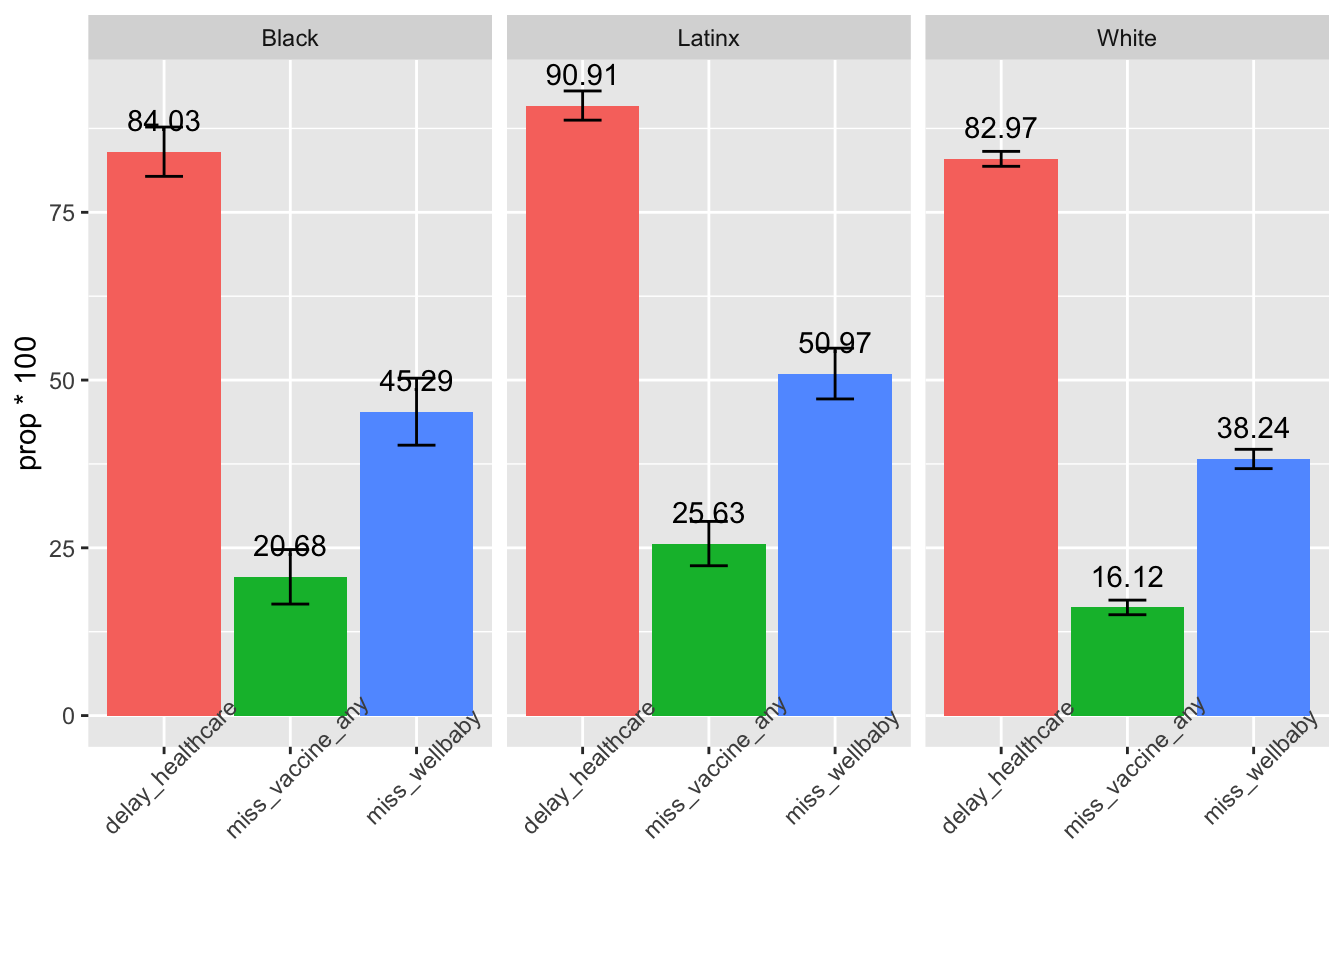 Black
Latinx
White
84.03
20.68
45.29
90.91
25.63
50.97
82.97
16.12
38.24
75
50
25
0
prop * 100
delay_healthcare
miss_vaccine_any
miss_wellbaby
delay_healthcare
miss_vaccine_any
miss_wellbaby
delay_healthcare
miss_vaccine_any
miss_wellbaby